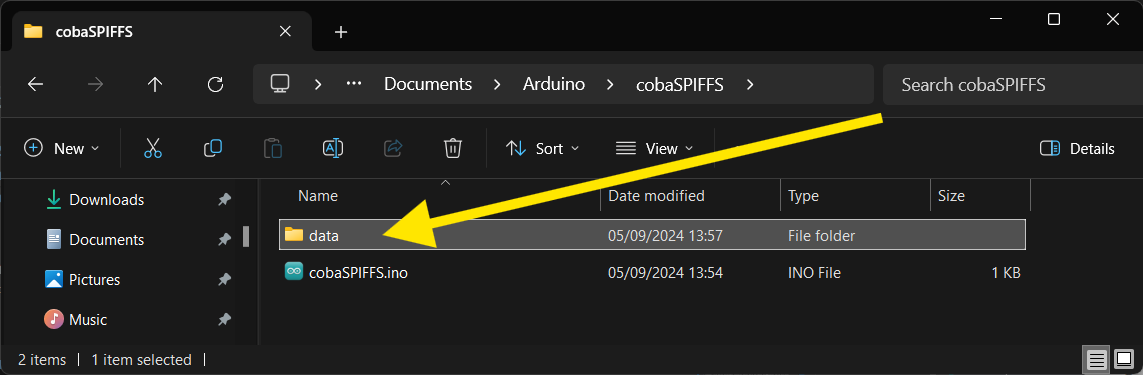 cobaSPIFFS
Documents Arduino cobaSPIFFS Search cobaSPIFFS
New Sort View Details
Downloads
Documents
Pictures
Music
Name Date modified Type Size
data 05/09/2024 13:57 File folder
cobaSPIFFS.ino 05/09/2024 13:54 INO File 1 KB
2 items 1 item selected